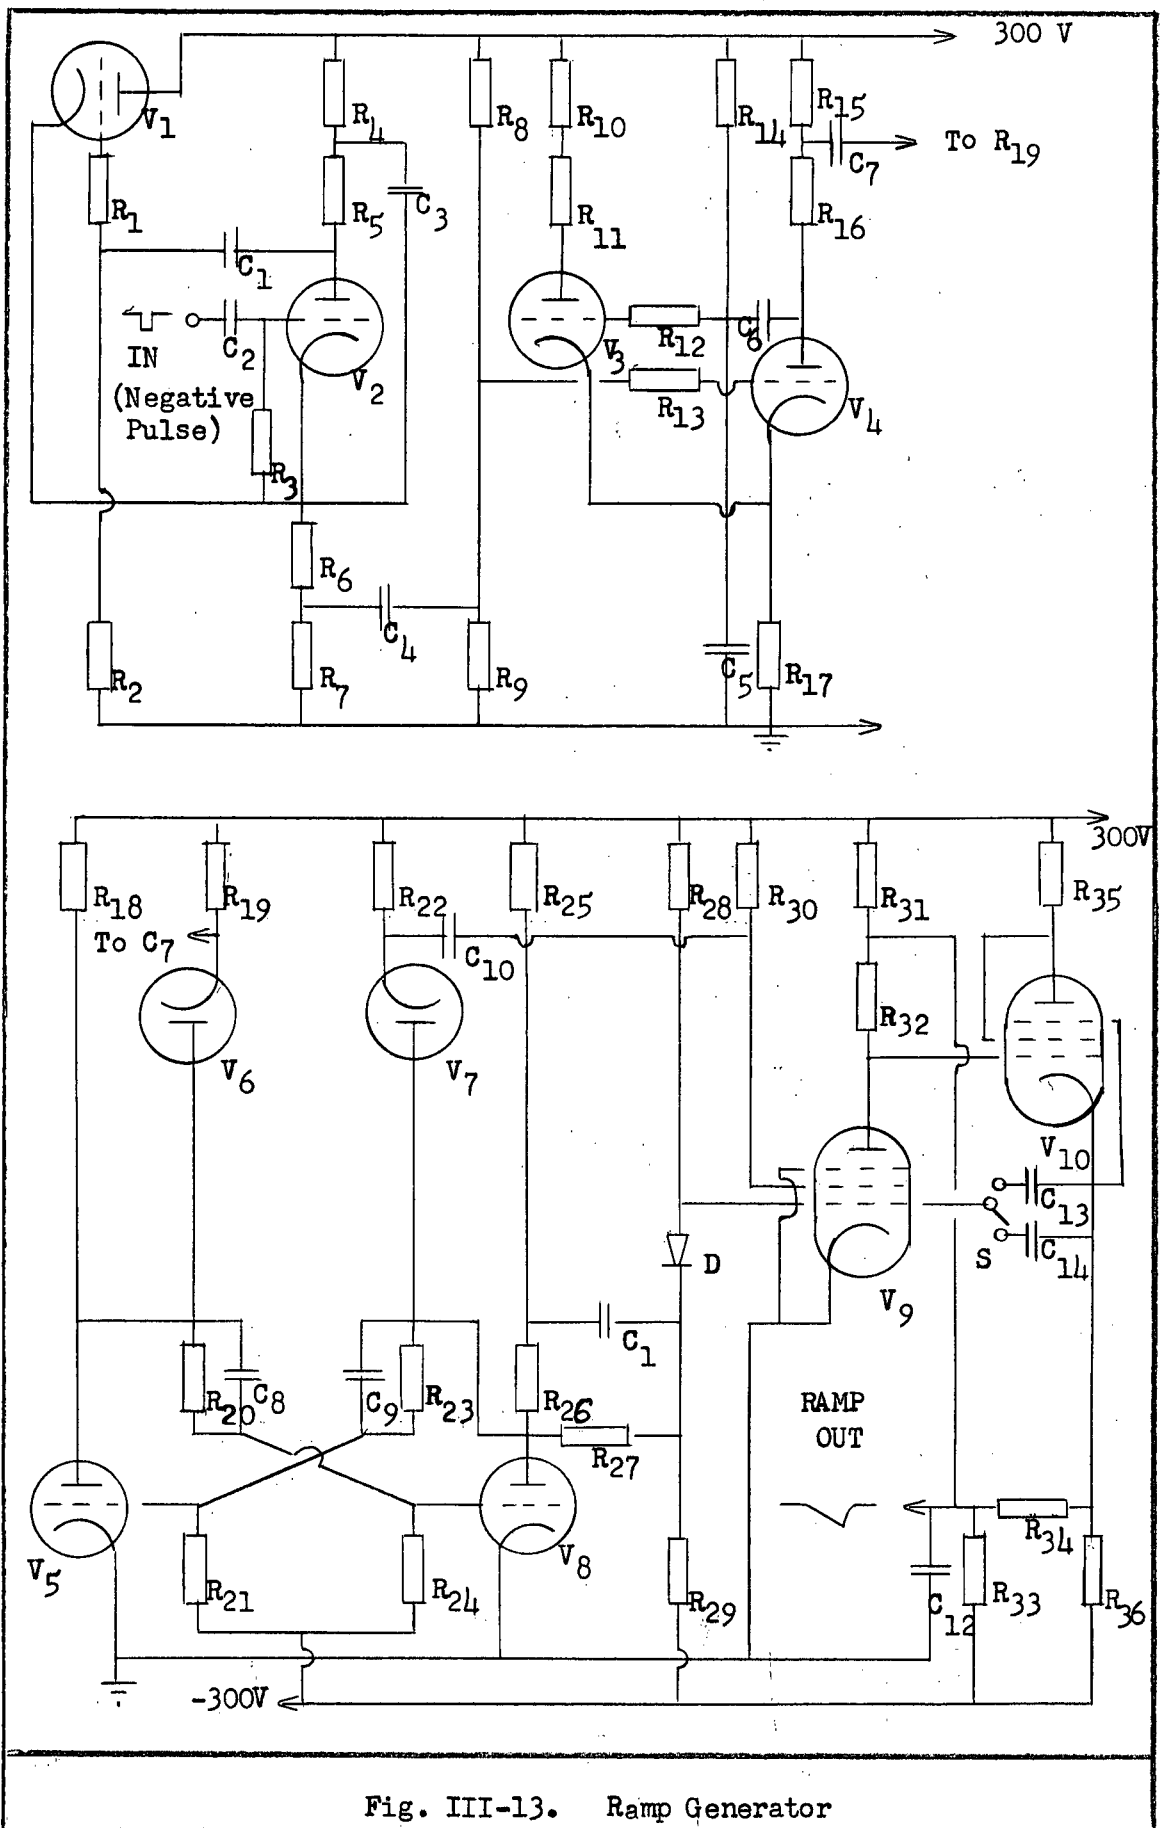 300 V
V1
R4
R8
R10
R14
R15
To R19
C7
R1
R5
C3
R11
R16
C1
IN
C2
V2
V3
R12
C6
(Negative
Pulse)
R13
V4
R3
R6
C4
R2
R7
R9
C5
R17
300V
R18
R19
R22
R25
R28
R30
R31
R35
To C7
C10
R32
V6
V7
V10
C13
D
S
C14
V9
C1
R20
C8
C9
R23
R26
RAMP
OUT
R27
R34
V5
V8
R21
R24
R29
C12
R33
R36
-300V
Fig. III-13. Ramp Generator